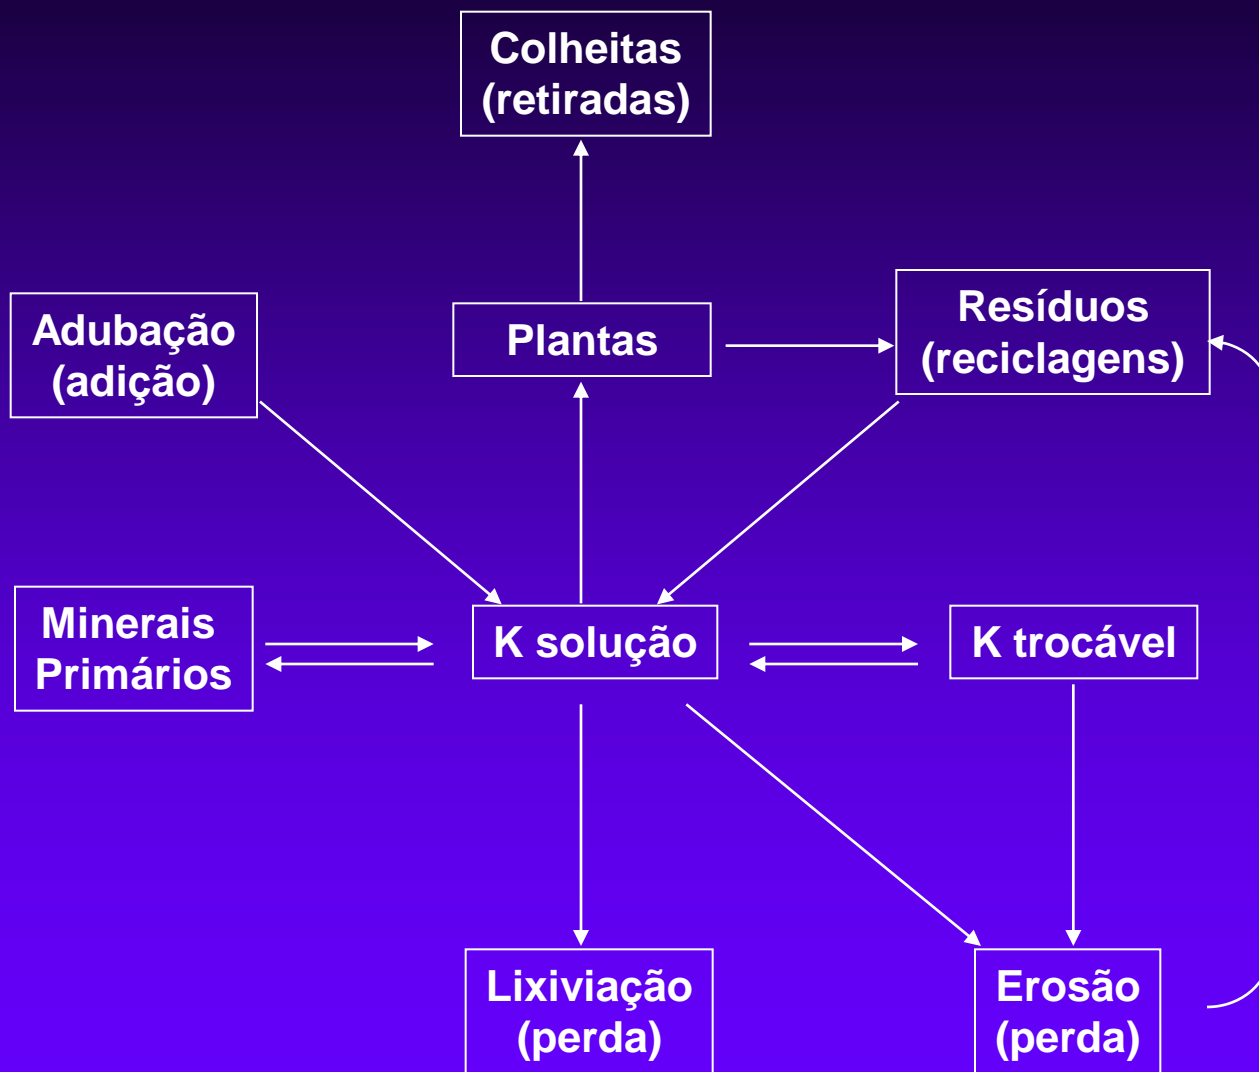 Colheitas
(retiradas)
Adubação
(adição)
Plantas
Resíduos
(reciclagens)
Minerais
Primários
K solução
K trocável
Lixiviação
(perda)
Erosão
(perda)